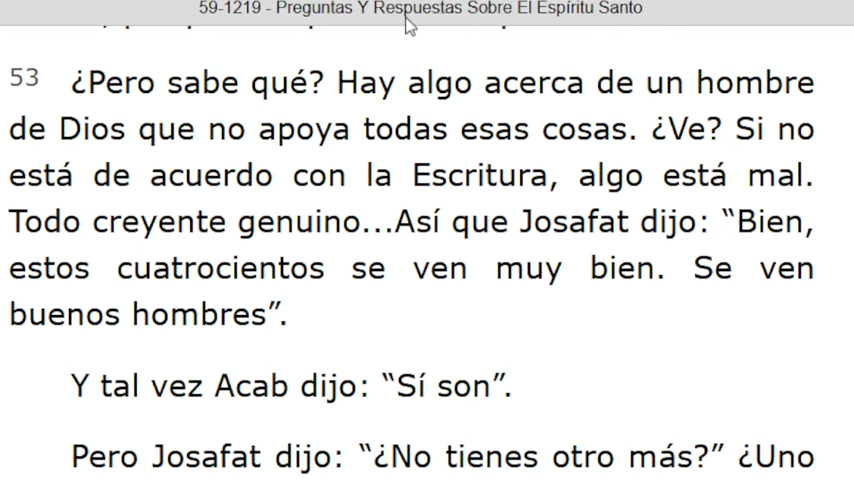 59-1219 - Preguntas Y Respuestas Sobre El Espíritu Santo
53 ¿Pero sabe qué? Hay algo acerca de un hombre
de Dios que no apoya todas esas cosas. ¿Ve? Si no
está de acuerdo con la Escritura, algo está mal.
Todo creyente genuino...Así que Josafat dijo: “Bien,
estos cuatrocientos se ven muy bien. Se ven
buenos hombres”.
Y tal vez Acab dijo: “Sí son”.
Pero Josafat dijo: “¿No tienes otro más?” ¿Uno